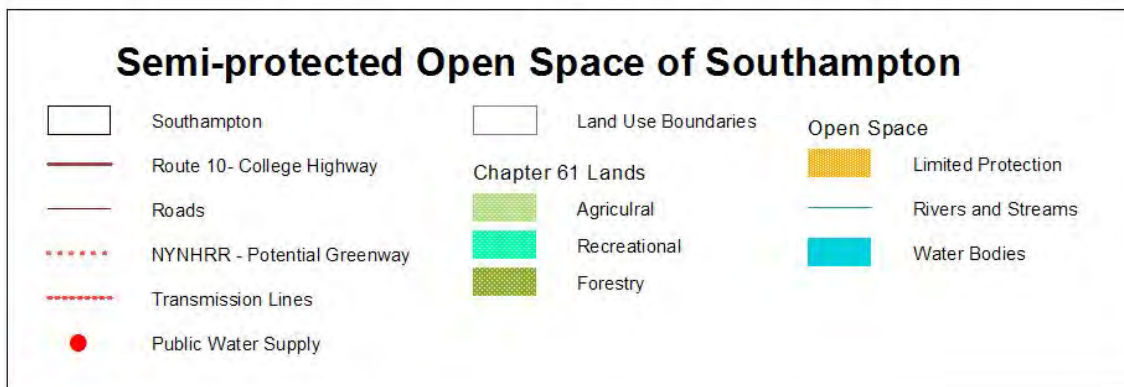 Semi-protected Open Space of Southampton
Southampton
Route 10- College Highway
Roads
NYNHRR - Potential Greenway
Transmission Lines
Public Water Supply
Land Use Boundaries
Chapter 61 Lands
Agriculral
Recreational
Forestry
Open Space
Limited Protection
Rivers and Streams
Water Bodies